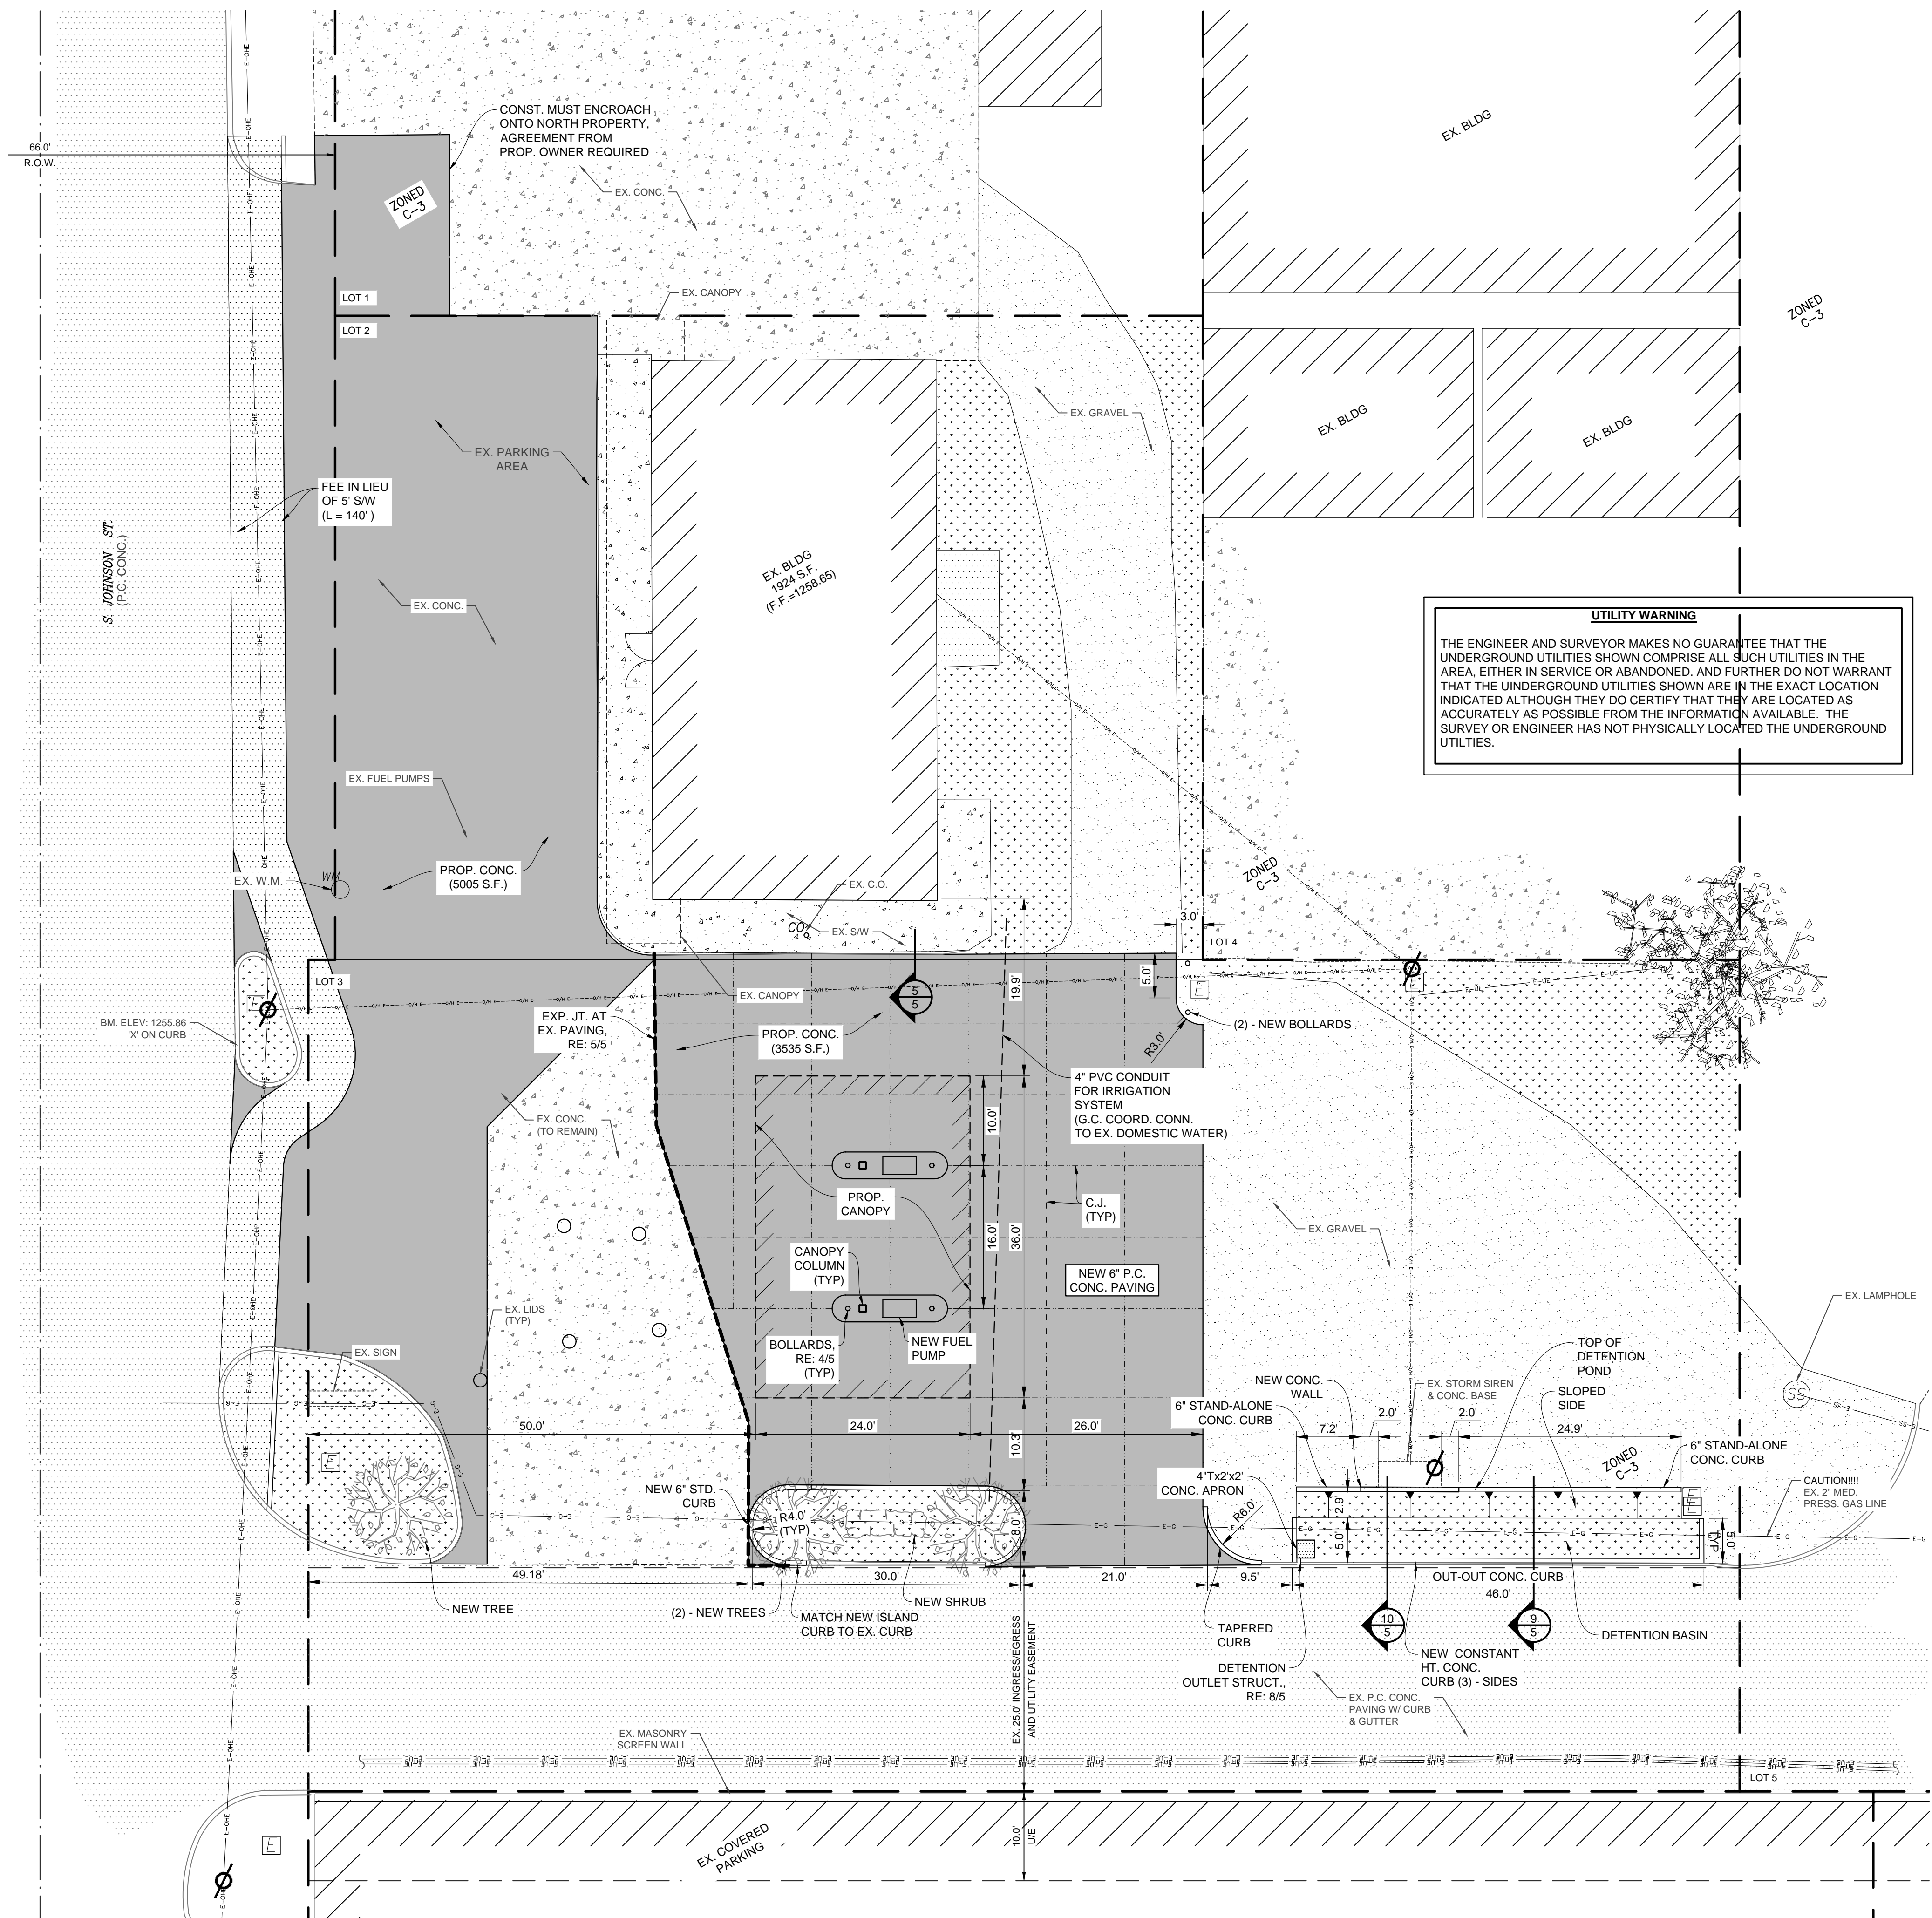 CONST. MUST ENCROACH
ONTO NORTH PROPERTY,
AGREEMENT FROM
PROP. OWNER REQUIRED
66.0'
R.O.W.
ZONED
C-3
EX. CONC.
EX. BLDG
LOT 1
LOT 2
EX. CANOPY
ZONED
C-3
EX. GRAVEL
EX. BLDG
EX. BLDG
EX. PARKING
AREA
FEE IN LIEU
OF 5' S/W
(L = 140' )
S. JOHNSON ST.
(P.C. CONC.)
EX. BLDG
1924 S.F.
(F.F.=1258.65)
EX. CONC.
UTILITY WARNING
THE ENGINEER AND SURVEYOR MAKES NO GUARANTEE THAT THE
UNDERGROUND UTILITIES SHOWN COMPRISE ALL SUCH UTILITIES IN THE
AREA, EITHER IN SERVICE OR ABANDONED. AND FURTHER DO NOT WARRANT
THAT THE UINDERGROUND UTILITIES SHOWN ARE IN THE EXACT LOCATION
INDICATED ALTHOUGH THEY DO CERTIFY THAT THEY ARE LOCATED AS
ACCURATELY AS POSSIBLE FROM THE INFORMATION AVAILABLE. THE
SURVEY OR ENGINEER HAS NOT PHYSICALLY LOCATED THE UNDERGROUND
UTILTIES.
EX. FUEL PUMPS
PROP. CONC.
(5005 S.F.)
EX. W.M.
WM
EX. C.O.
CO
EX. S/W
ZONED
C-3
3.0'
LOT 4
LOT 3
5.0'
19.9'
E
E
E
EX. CANOPY
5
5
BM. ELEV: 1255.86
'X' ON CURB
EXP. JT. AT
EX. PAVING,
RE: 5/5
PROP. CONC.
(3535 S.F.)
R3.0'
(2) - NEW BOLLARDS
4" PVC CONDUIT
FOR IRRIGATION
SYSTEM
(G.C. COORD. CONN.
TO EX. DOMESTIC WATER)
10.0'
EX. CONC.
(TO REMAIN)
PROP.
CANOPY
C.J.
(TYP)
16.0'
36.0'
EX. GRAVEL
CANOPY
COLUMN
(TYP)
NEW 6" P.C.
CONC. PAVING
EX. LIDS
(TYP)
BOLLARDS,
RE: 4/5
(TYP)
NEW FUEL
PUMP
EX. LAMPHOLE
SS
TOP OF
DETENTION
POND
EX. SIGN
NEW CONC.
WALL
EX. STORM SIREN
& CONC. BASE
SLOPED
SIDE
6" STAND-ALONE
CONC. CURB
7.2'
2.0'
2.0'
24.9'
50.0'
24.0'
26.0'
10.3'
6" STAND-ALONE
CONC. CURB
ZONED
C-3
E
4"Tx2'x2'
CONC. APRON
NEW 6" STD.
CURB
CAUTION!!!!
EX. 2" MED.
PRESS. GAS LINE
R4.0'
(TYP)
8.0'
R6.0'
2.9'
5.0'
5.0'
TYP
49.18'
30.0'
21.0'
9.5'
OUT-OUT CONC. CURB
46.0'
NEW TREE
(2) - NEW TREES
NEW SHRUB
MATCH NEW ISLAND
CURB TO EX. CURB
TAPERED
CURB
10
5
9
5
DETENTION BASIN
DETENTION
OUTLET STRUCT.,
RE: 8/5
NEW CONSTANT
HT. CONC.
CURB (3) - SIDES
EX. 25.0' INGRESS/EGRESS
AND UTILITY EASEMENT
EX. P.C. CONC.
PAVING W/ CURB
& GUTTER
EX. MASONRY
SCREEN WALL
LOT 5
E
EX. COVERED
PARKING
10.0'
U/E